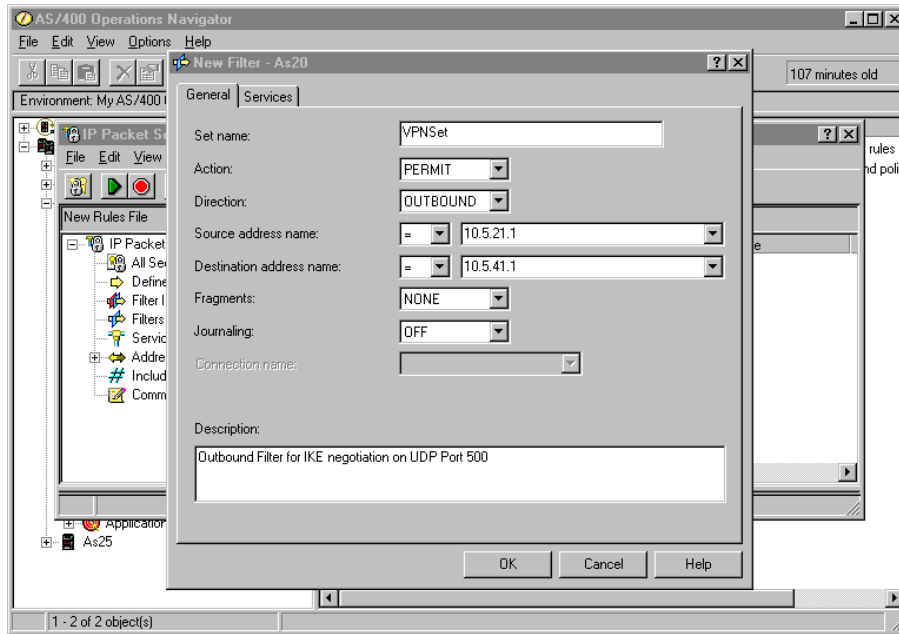 AS/400 Operations Navigator
File Edit View Options Help
107 minutes old
Environment: My AS/400
IP Packet Se
File Edit View
New Rules File
IP Packet
All Se
Define
Filter I
Filters
Servic
Addre
Includ
Comm
Application
As25
1 - 2 of 2 object(s)
rules
nd poli
e
New Filter - As20
General Services
Set name: VPNSet
Action: PERMIT
Direction: OUTBOUND
Source address name: = 10.5.21.1
Destination address name: = 10.5.41.1
Fragments: NONE
Journaling: OFF
Connection name:
Description:
Outbound Filter for IKE negotiation on UDP Port 500
OK Cancel Help